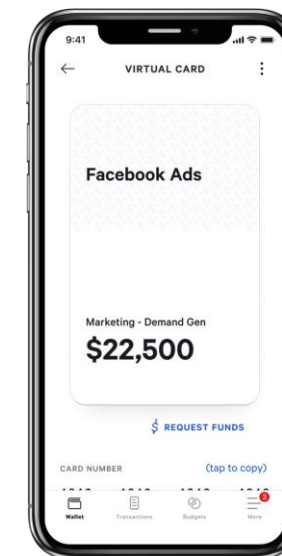 9:41
VIRTUAL CARD
Facebook Ads
Marketing - Demand Gen
$22,500
REQUEST FUNDS
CARD NUMBER (tap to copy)
3
Wallet Transactions Budgets More